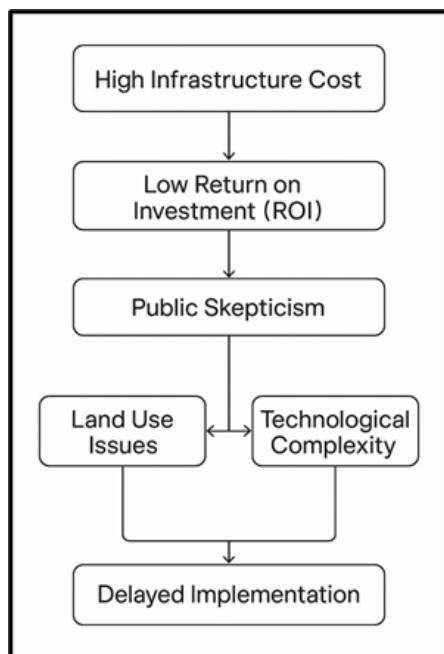 High Infrastructure Cost
Low Return on
Investment (ROI)
Public Skepticism
Land Use
Issues
Technological
Complexity
Delayed Implementation